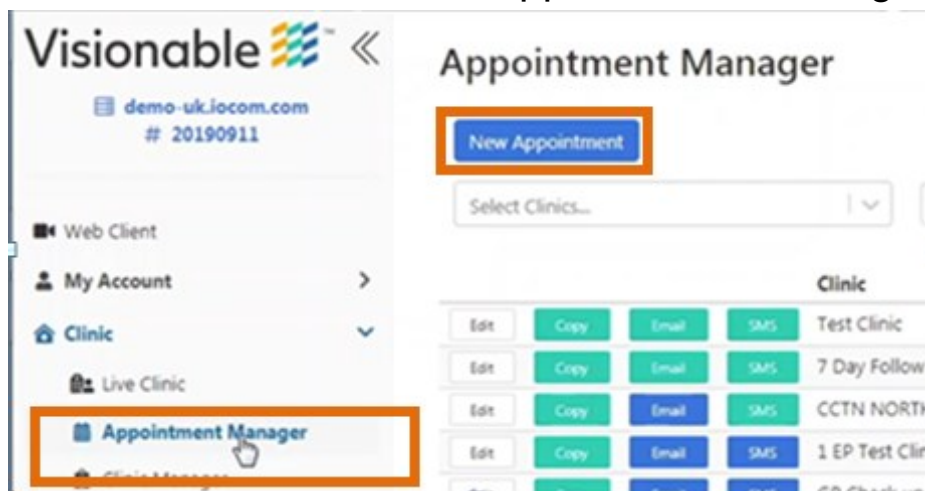 Visionable
demo-uk.iocom.com
# 20190911
Web Client
My Account
Clinic
Live Clinic
Appointment Manager
Clinic Manager
Appointment Manager
New Appointment
Select Clinics...
Clinic
Edit Copy Email SMS Test Clinic
Edit Copy Email SMS 7 Day Follow
Edit Copy Email SMS CCTN NORTH
Edit Copy Email SMS 1 EP Test Clin